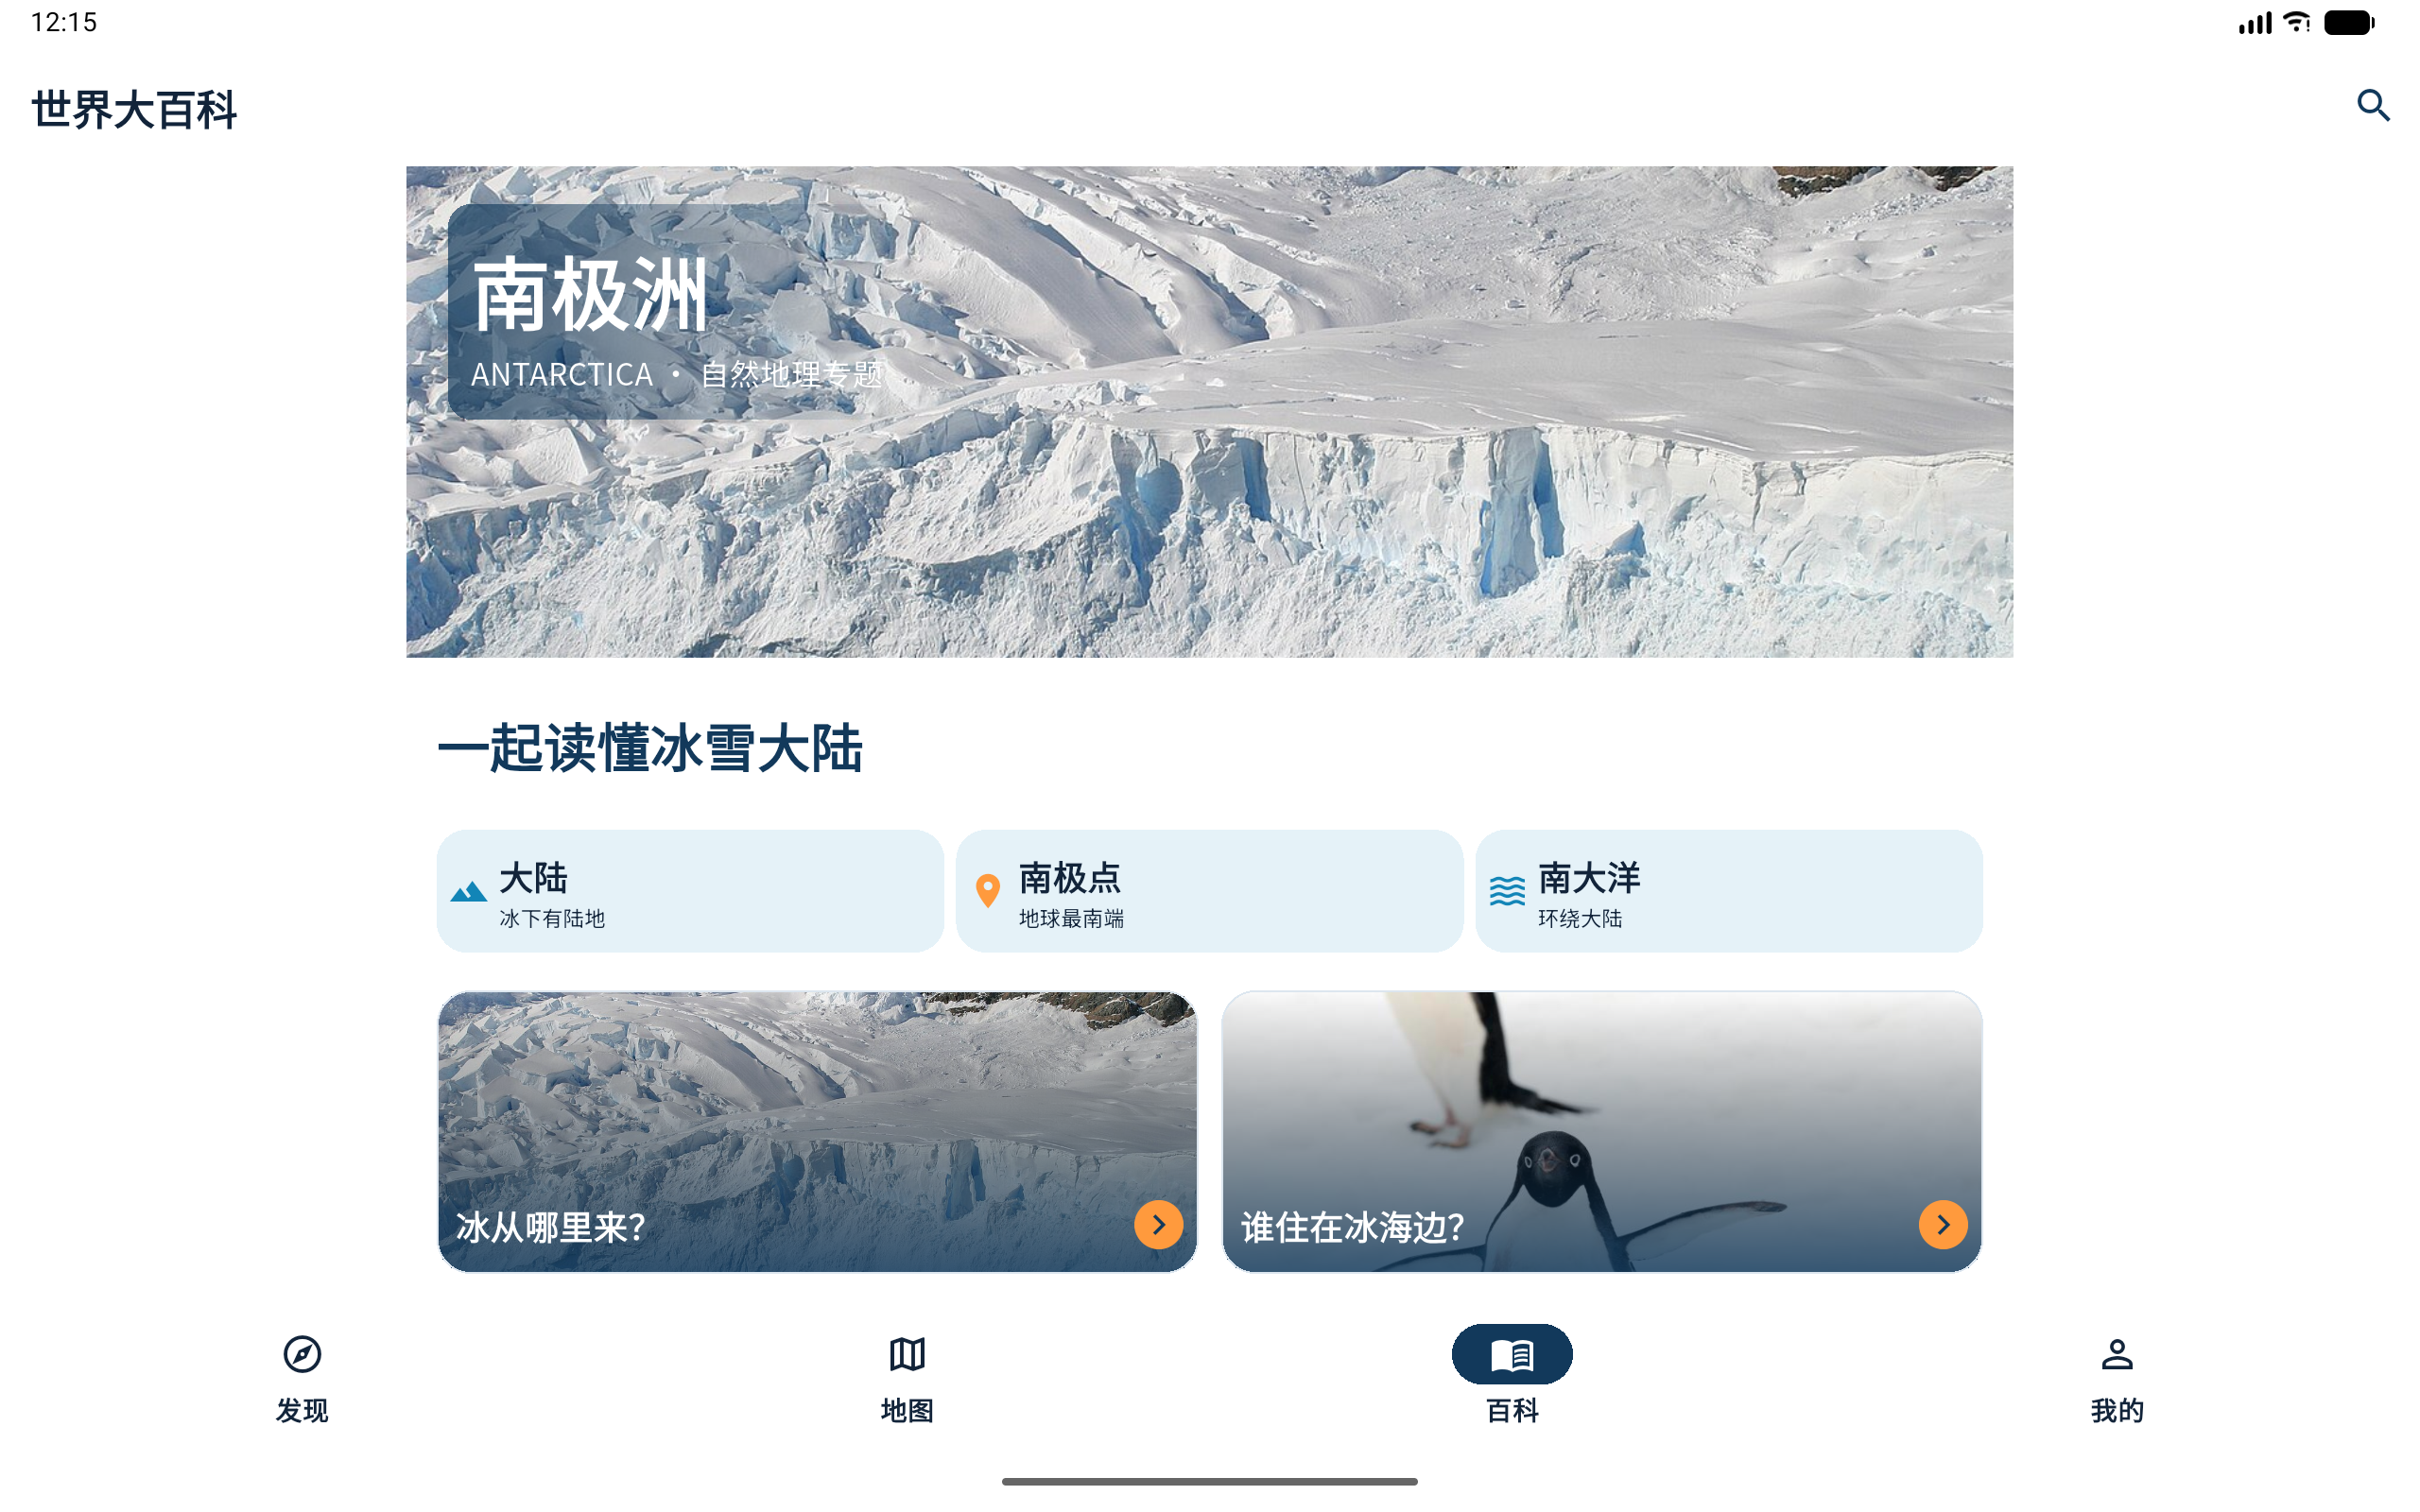 12:15
世界大百科
南极洲
ANTARCTICA · 自然地理专题
一起读懂冰雪大陆
大陆
冰下有陆地
南极点
地球最南端
南大洋
环绕大陆
冰从哪里来？
谁住在冰海边？
发现
地图
百科
我的